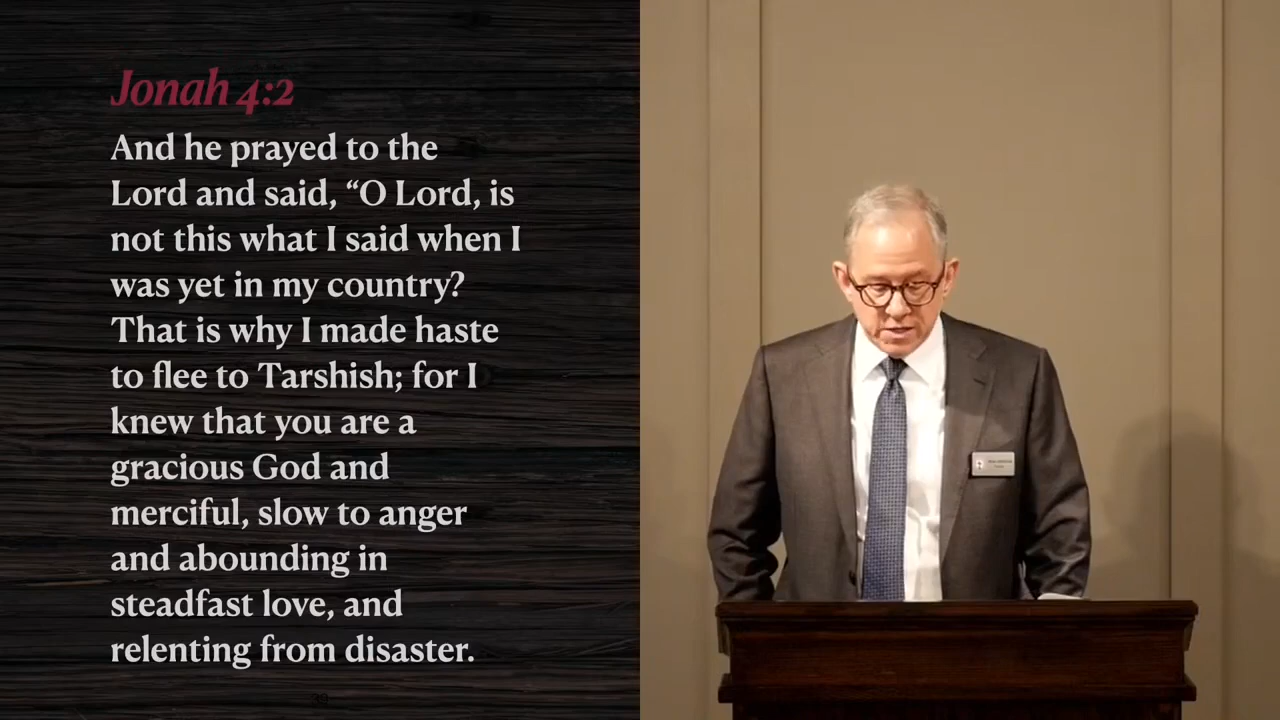 Jonah 4:2
And he prayed to the
Lord and said, “O Lord, is
not this what I said when I
was yet in my country?
That is why I made haste
to flee to Tarshish; for I
knew that you are a
gracious God and
merciful, slow to anger
and abounding in
steadfast love, and
relenting from disaster.